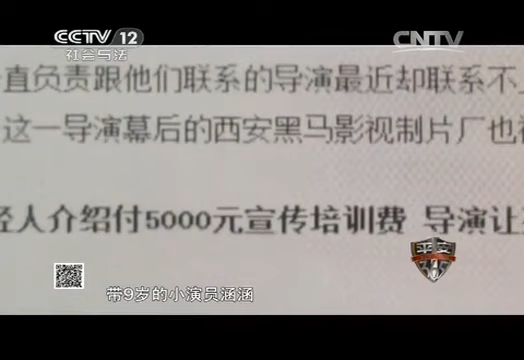 CCTV 12
社会与法
CNTV
一直负责跟他们联系的导演最近却联系不
这一导演幕后的西安黑马影视制片厂也
轻人介绍付5000元宣传培训费 导演让
平安
365
带9岁的小演员涵涵